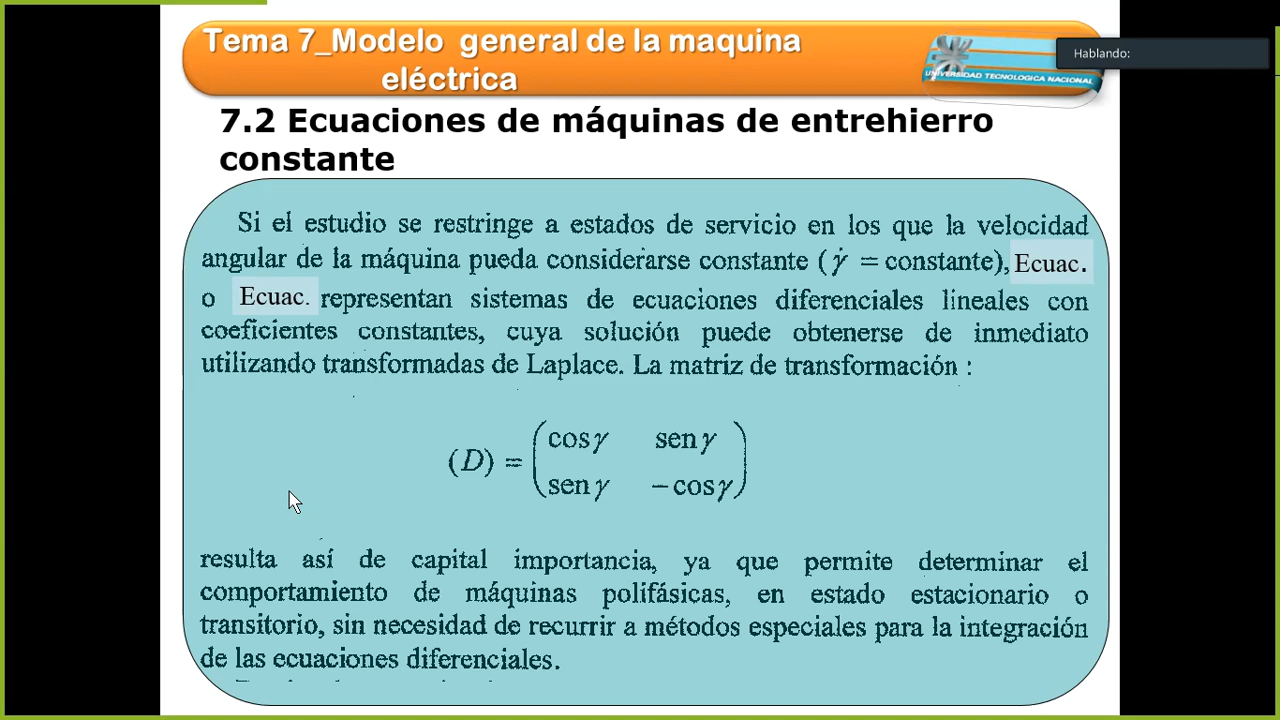 Tema 7_Modelo general de la maquina
eléctrica
UNIVERSIDAD TECNOLOGICA NACIONAL
Hablando:
7.2 Ecuaciones de máquinas de entrehierro
constante
Si el estudio se restringe a estados de servicio en los que la velocidad
angular de la máquina pueda considerarse constante (γ̇ = constante), Ecuac.
o Ecuac. representan sistemas de ecuaciones diferenciales lineales con
coeficientes constantes, cuya solución puede obtenerse de inmediato
utilizando transformadas de Laplace. La matriz de transformación :
(D) = ( cosγ senγ
senγ −cosγ )
resulta así de capital importancia, ya que permite determinar el
comportamiento de máquinas polifásicas, en estado estacionario o
transitorio, sin necesidad de recurrir a métodos especiales para la integración
de las ecuaciones diferenciales.